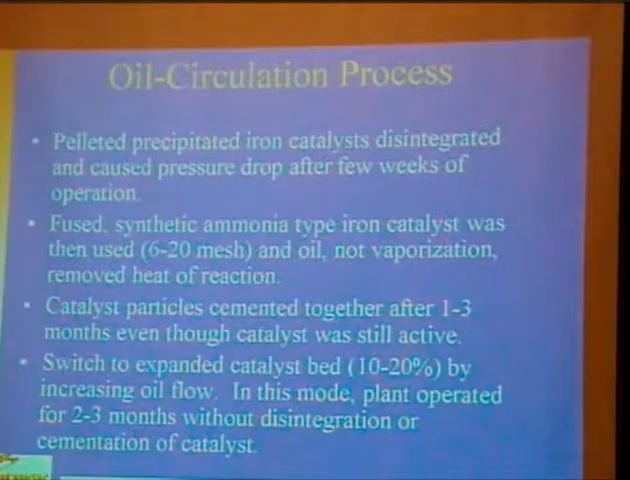 Oil-Circulation Process
• Pelleted precipitated iron catalysts disintegrated
and caused pressure drop after few weeks of
operation.
• Fused, synthetic ammonia type iron catalyst was
then used (6-20 mesh) and oil, not vaporization,
removed heat of reaction.
• Catalyst particles cemented together after 1-3
months even though catalyst was still active.
• Switch to expanded catalyst bed (10-20%) by
increasing oil flow. In this mode, plant operated
for 2-3 months without disintegration or
cementation of catalyst.